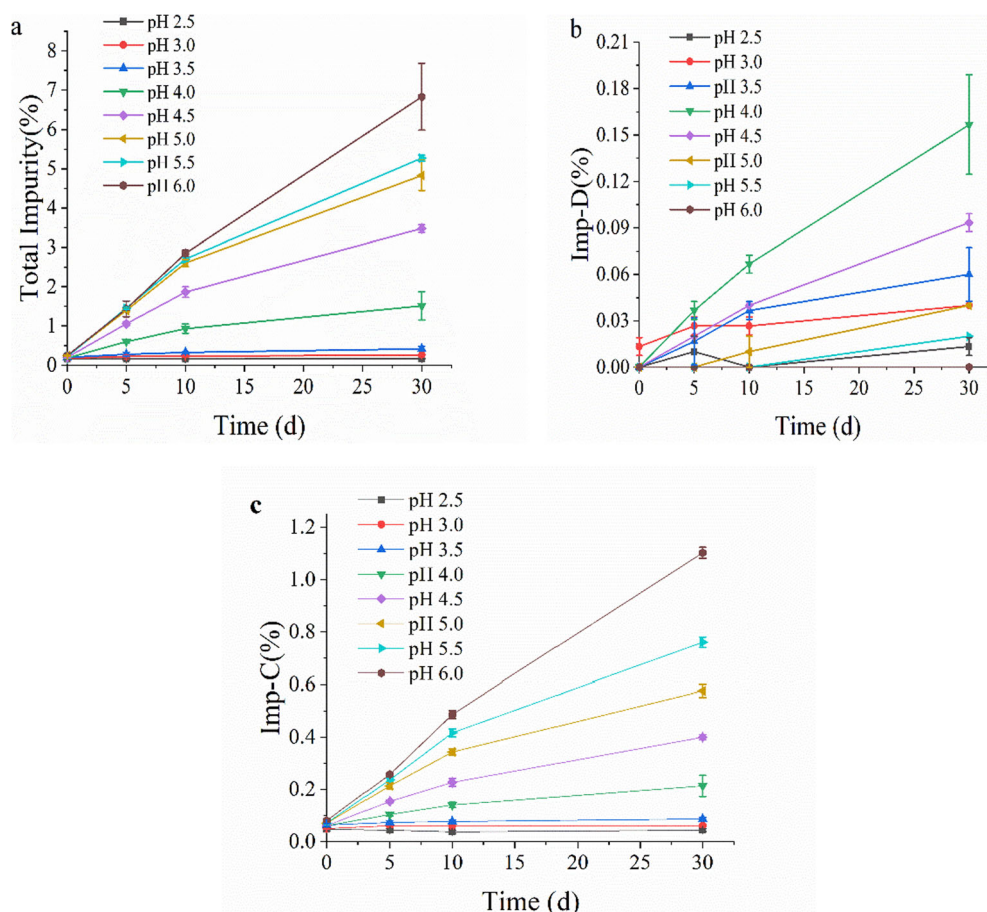 a
pH 2.5
pH 3.0
pH 3.5
pH 4.0
pH 4.5
pH 5.0
pII 5.5
pII 6.0
Total Impurity(%)
8
7
6
5
4
3
2
1
0
0 5 10 15 20 25 30
Time (d)
b
pH 2.5
pH 3.0
pII 3.5
pH 4.0
pH 4.5
pII 5.0
pH 5.5
pH 6.0
Imp-D(%)
0.21
0.18
0.15
0.12
0.09
0.06
0.03
0.00
0 5 10 15 20 25 30
Time (d)
c
pH 2.5
pH 3.0
pH 3.5
pII 4.0
pH 4.5
pII 5.0
pH 5.5
pH 6.0
Imp-C(%)
1.2
1.0
0.8
0.6
0.4
0.2
0.0
0 5 10 15 20 25 30
Time (d)